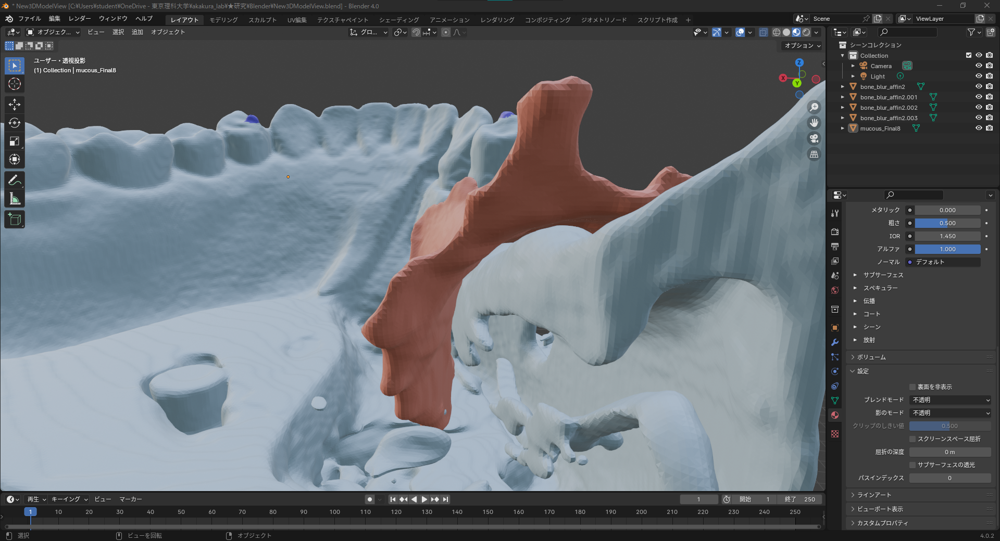 * New3DModelView [C:¥Users¥student¥OneDrive - 東京理科大学¥akakura_lab¥★研究¥Blender¥New3DModelView.blend] - Blender 4.0
ファイル 編集 レンダー ウィンドウ ヘルプ レイアウト モデリング スカルプト UV編集 テクスチャペイント シェーディング アニメーション レンダリング コンポジティング ジオメトリノード スクリプト作成 + Scene ViewLayer
オブジェク... ビュー 選択 追加 オブジェクト グロ...
オプション
ユーザー・透視投影
(1) Collection | mucous_Final8
Z
X
Y
シーンコレクション
Collection
Camera
Light
bone_blur_affin2
bone_blur_affin2.001
bone_blur_affin2.002
bone_blur_affin2.003
mucous_Final8
メタリック 0.000
粗さ 0.500
IOR 1.450
アルファ 1.000
ノーマル デフォルト
サブサーフェス
スペキュラー
伝播
コート
シーン
放射
ボリューム
設定
裏面を非表示
ブレンドモード 不透明
影のモード 不透明
クリップのしきい値 0.500
スクリーンスペース屈折
屈折の深度 0 m
サブサーフェスの透光
パスインデックス 0
ラインアート
ビューポート表示
カスタムプロパティ
再生 キーイング ビュー マーカー 1 開始 1 終了 250
1 10 20 30 40 50 60 70 80 90 100 110 120 130 140 150 160 170 180 190 200 210 220 230 240 250
選択 ビューを回転 オブジェクト 4.0.2